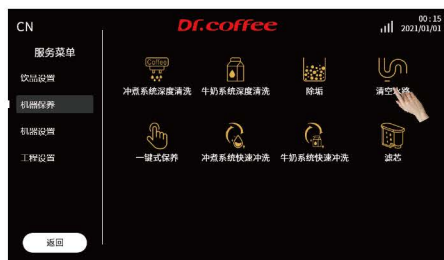 CN
Dr.coffee
00:15
2021/01/01
服务菜单
饮品设置
机器保养
机器设置
工程设置
返回
Coffee
冲煮系统深度清洗
牛奶系统深度清洗
除垢
清空水路
一键式保养
冲煮系统快速冲洗
牛奶系统快速冲洗
滤芯